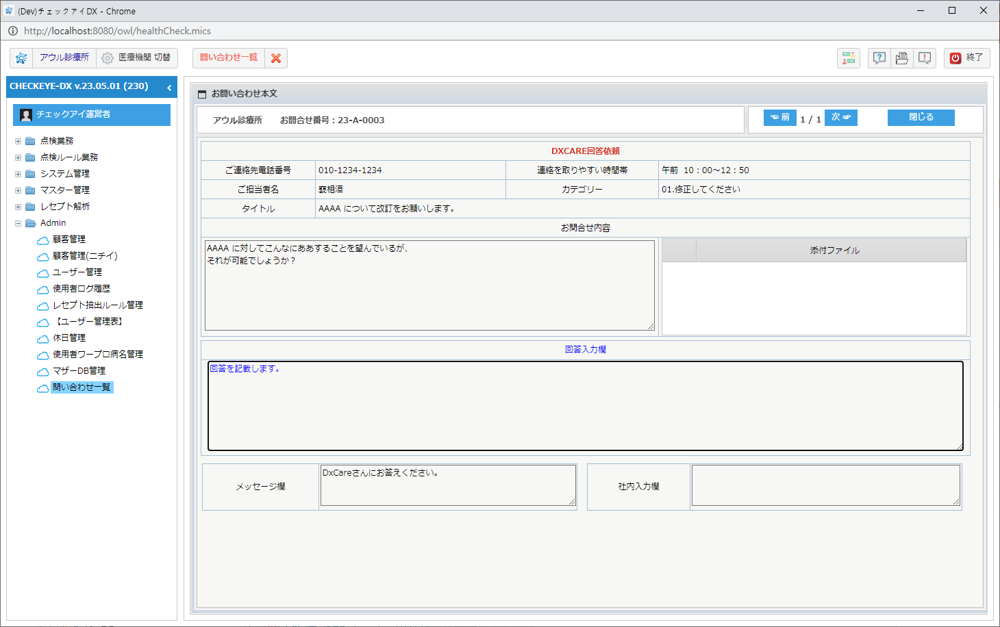 (Dev)チェックアイDX - Chrome
http://localhost:8080/owl/healthCheck.mics
アウル診療所
医療機関 切替
問い合わせ一覧
終了
CHECKEYE-DX v.23.05.01 (230)
チェックアイ運営者
点検業務
点検ルール業務
システム管理
マスター管理
レセプト解析
Admin
顧客管理
顧客管理(ニチイ)
ユーザー管理
使用者ログ履歴
レセプト抽出ルール管理
【ユーザー管理表】
休日管理
使用者ワープロ病名管理
マザーDB管理
問い合わせ一覧
お問い合わせ本文
アウル診療所 お問合せ番号 : 23-A-0003
前 1 / 1 次
閉じる
DXCARE回答依頼
ご連絡先電話番号 010-1234-1234 連絡を取りやすい時間帯 午前 10：00～12：50
ご担当者名 裵相洹 カテゴリー 01.修正してください
タイトル AAAA について改訂をお願いします。
お問合せ内容
AAAA に対してこんなにああすることを望んでいるが、
それが可能でしょうか？
添付ファイル
回答入力欄
回答を記載します。
メッセージ欄 DxCareさんにお答えください。
社内入力欄